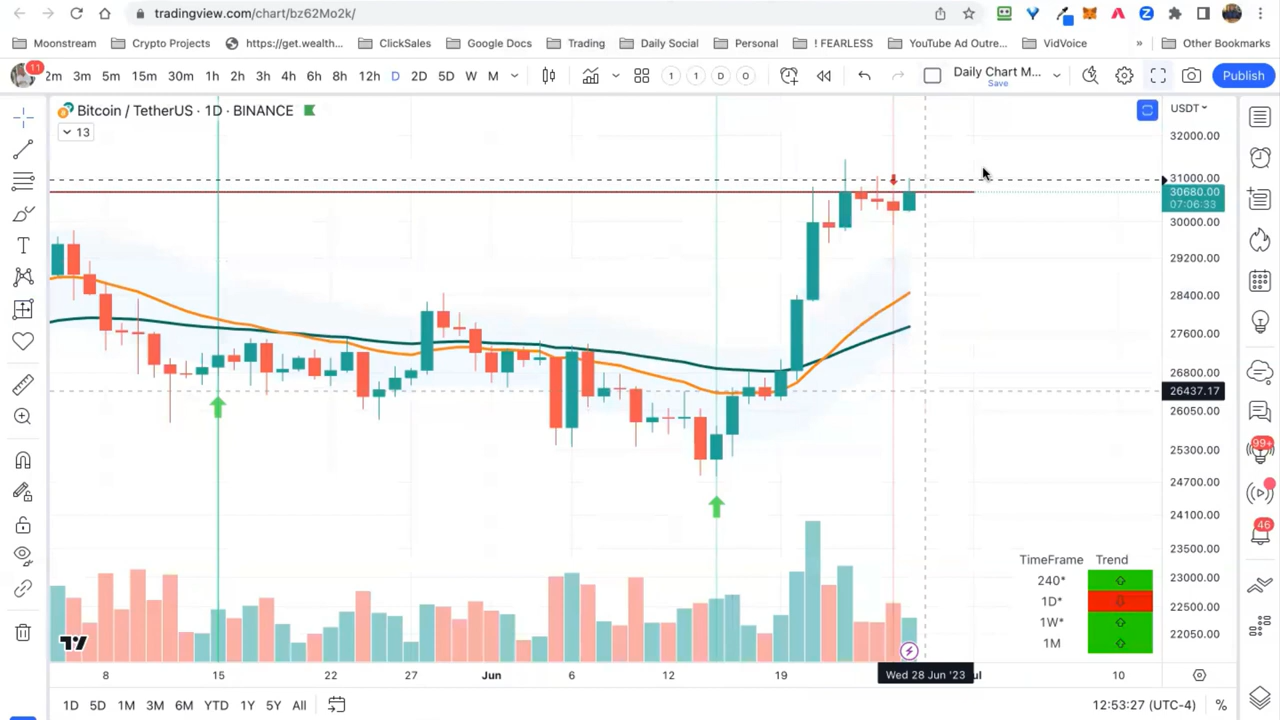 tradingview.com/chart/bz62Mo2k/
Moonstream Crypto Projects https://get.wealth... ClickSales Google Docs Trading Daily Social Personal ! FEARLESS YouTube Ad Outre... VidVoice » Other Bookmarks
11 2m 3m 5m 15m 30m 1h 2h 3h 4h 6h 8h 12h D 2D 5D W M 1 1 D O Daily Chart M... Save Publish
Bitcoin / TetherUS · 1D · BINANCE USDT
13
32000.00
31000.00
30680.00
07:06:33
30000.00
29200.00
28400.00
27600.00
26800.00
26437.17
26050.00
25300.00
24700.00
24100.00
23500.00
23000.00
22500.00
22050.00
99+
46
TimeFrame Trend
240*
1D*
1W*
1M
8 15 22 27 Jun 6 12 19 Wed 28 Jun '23 ul 10
1D 5D 1M 3M 6M YTD 1Y 5Y All 12:53:27 (UTC-4) %